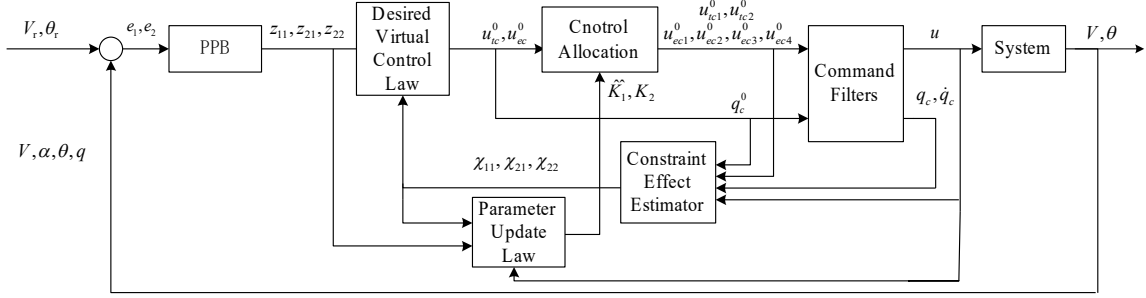 V_r, θ_r
e_1, e_2
PPB
z_11, z_21, z_22
Desired
Virtual
Control
Law
u_tc^0, u_ec^0
Cnotrol
Allocation
u_tc1^0, u_tc2^0
u_ec1^0, u_ec2^0, u_ec3^0, u_ec4^0
Command
Filters
u
System
V, θ
K̂̃_1, K_2
q_c^0
q_c, q̇_c
V, α, θ, q
χ_11, χ_21, χ_22
Constraint
Effect
Estimator
Parameter
Update
Law